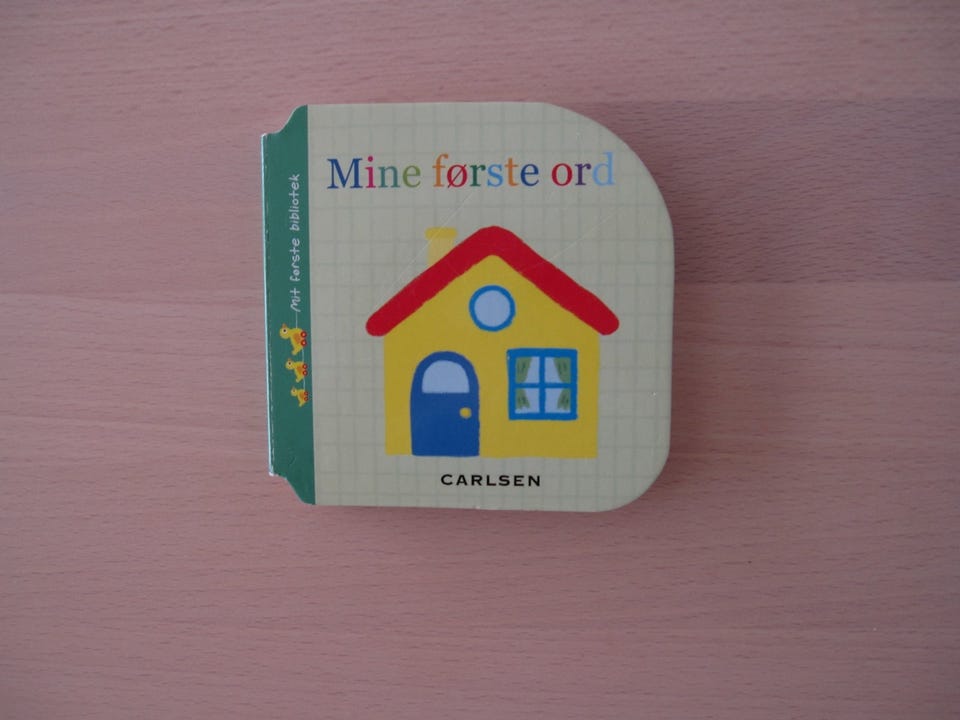 Mine første ord
Mit første bibliotek
CARLSEN